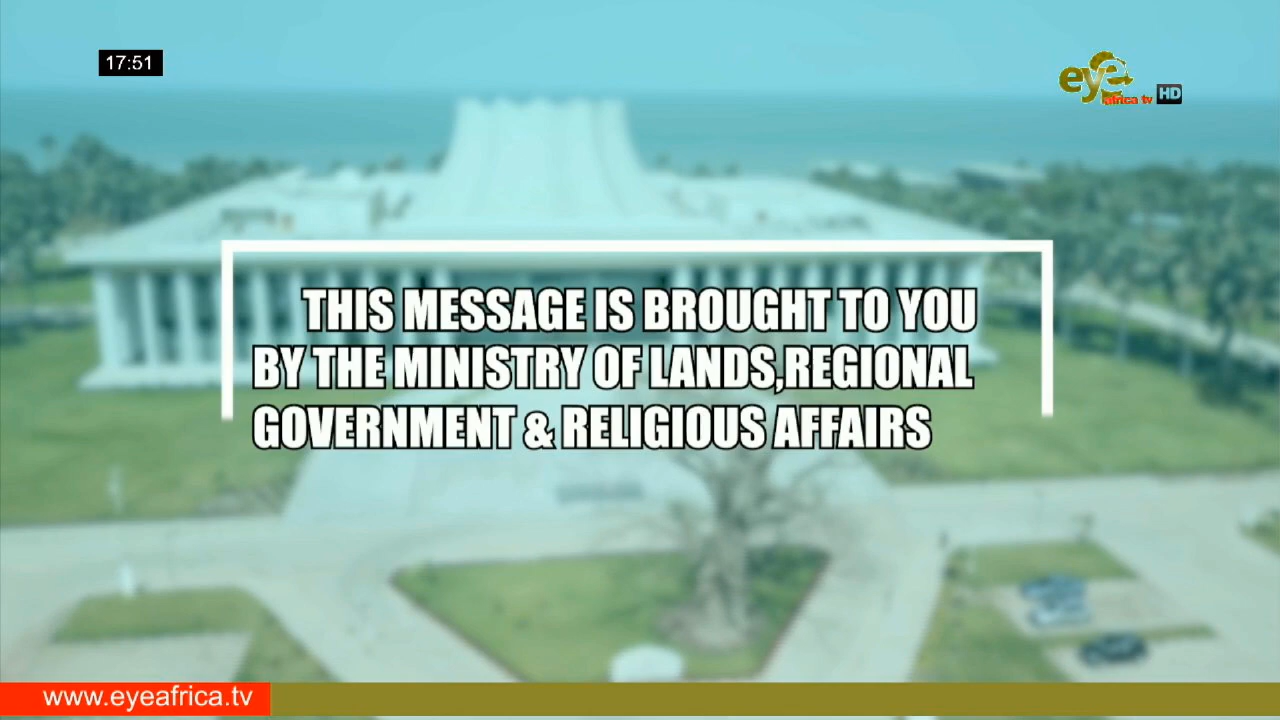 17:51
eye
africa tv HD
THIS MESSAGE IS BROUGHT TO YOU
BY THE MINISTRY OF LANDS,REGIONAL
GOVERNMENT & RELIGIOUS AFFAIRS
www.eyeafrica.tv